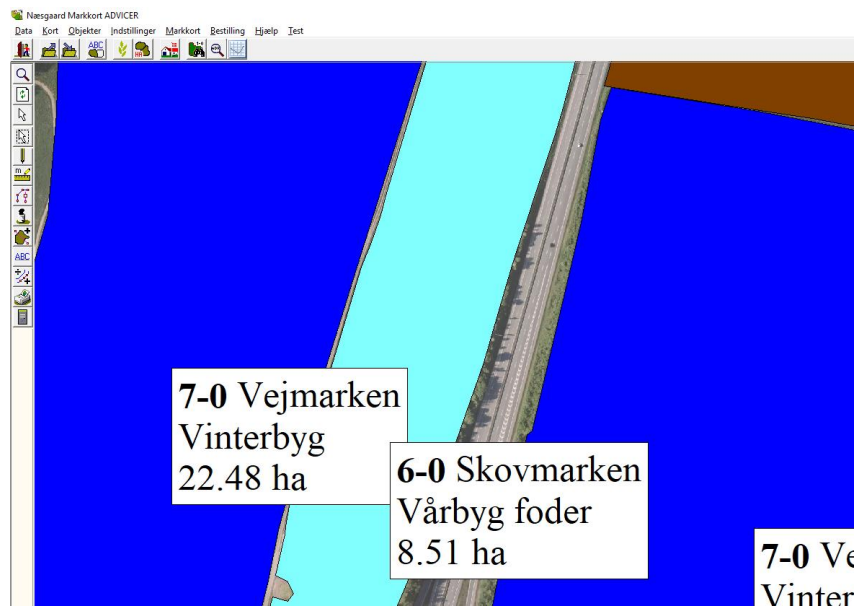 Næsgaard Markkort ADVICER
Data Kort Objekter Indstillinger Markkort Bestilling Hjælp Test
ABC
HA
m
ABC
7-0 Vejmarken
Vinterbyg
22.48 ha
6-0 Skovmarken
Vårbyg foder
8.51 ha
7-0 Ve
Vinter